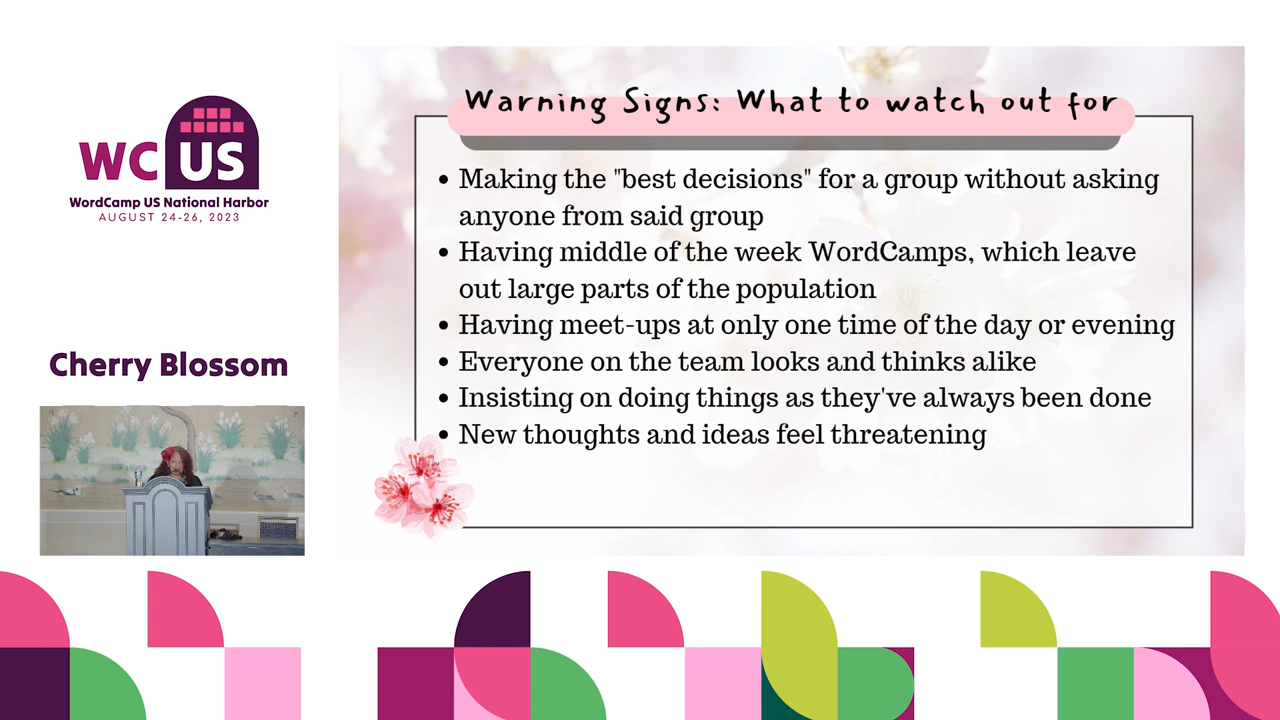 WC US
WordCamp US National Harbor
AUGUST 24-26, 2023
Cherry Blossom
Warning Signs: What to watch out for
• Making the "best decisions" for a group without asking
anyone from said group
• Having middle of the week WordCamps, which leave
out large parts of the population
• Having meet-ups at only one time of the day or evening
• Everyone on the team looks and thinks alike
• Insisting on doing things as they've always been done
• New thoughts and ideas feel threatening